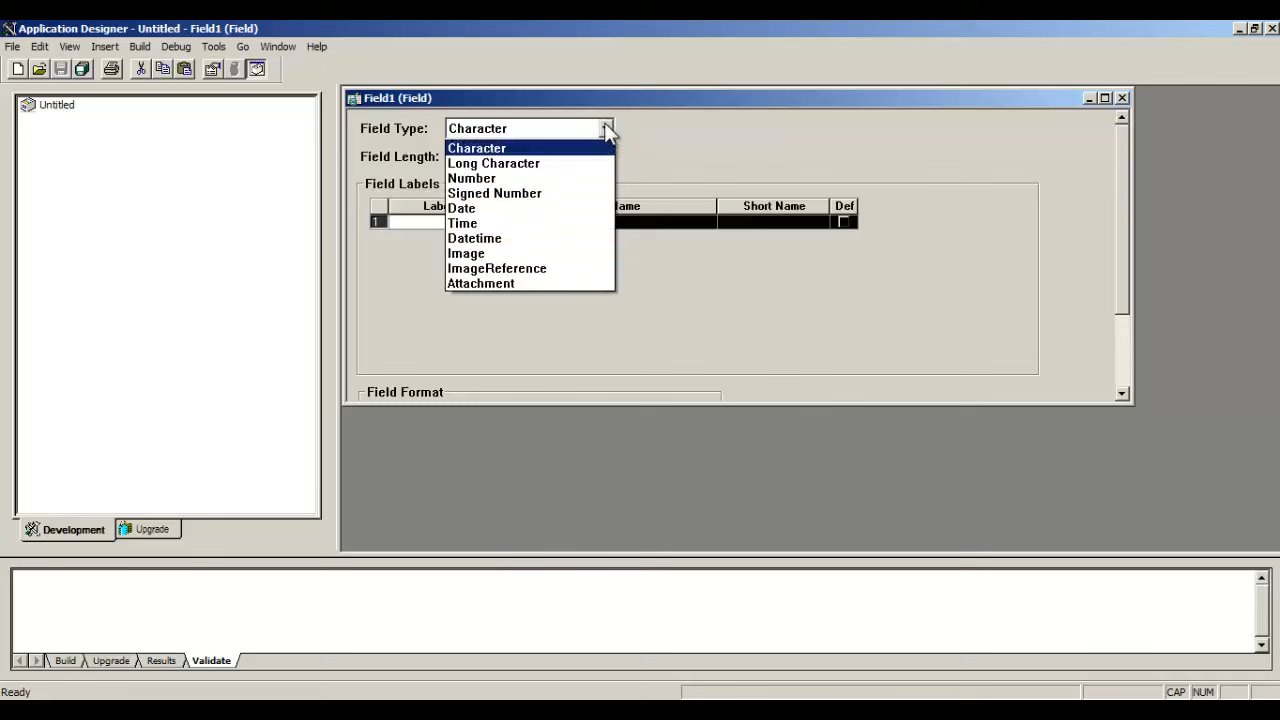 Application Designer - Untitled - Field1 (Field)
File Edit View Insert Build Debug Tools Go Window Help
Untitled
Field1 (Field)
Field Type: Character
Character
Long Character
Number
Signed Number
Date
Time
Datetime
Image
ImageReference
Attachment
Field Length:
Field Labels
Short Name Def
1
Field Format
Development Upgrade
Build Upgrade Results Validate
Ready CAP NUM